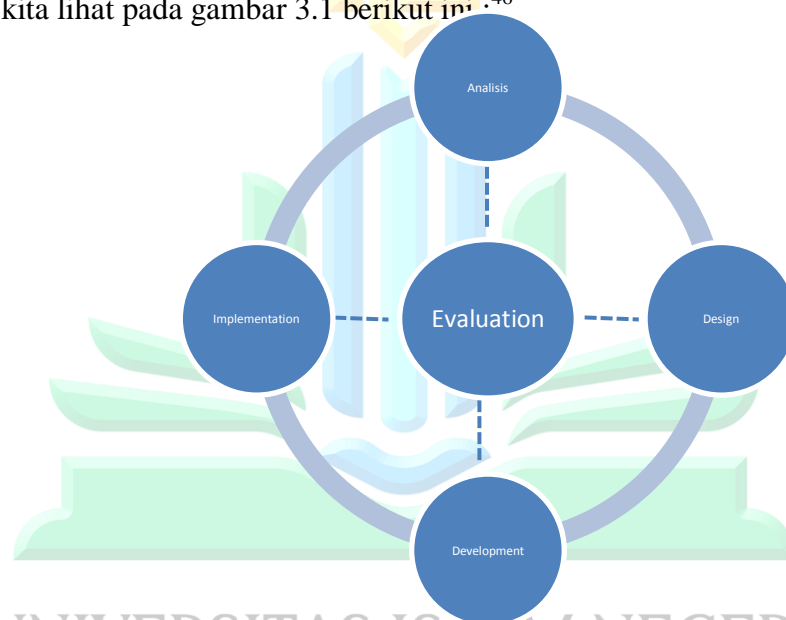 kita lihat pada gambar 3.1 berikut ini :
Analisis
Implementation
Evaluation
Design
Development